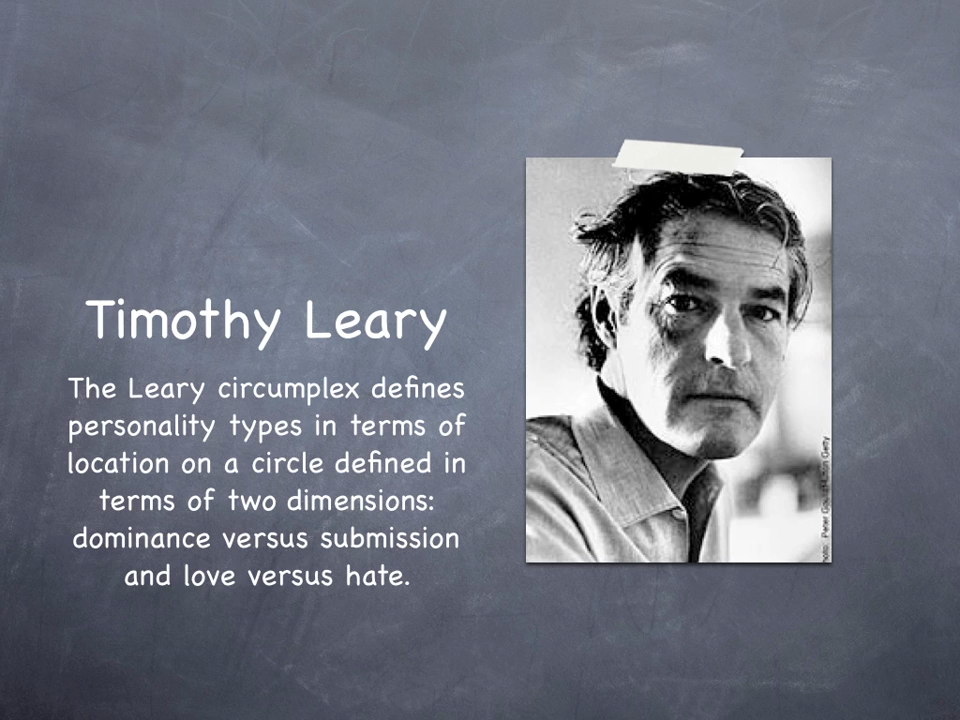 Timothy Leary
The Leary circumplex defines
personality types in terms of
location on a circle defined in
terms of two dimensions:
dominance versus submission
and love versus hate.